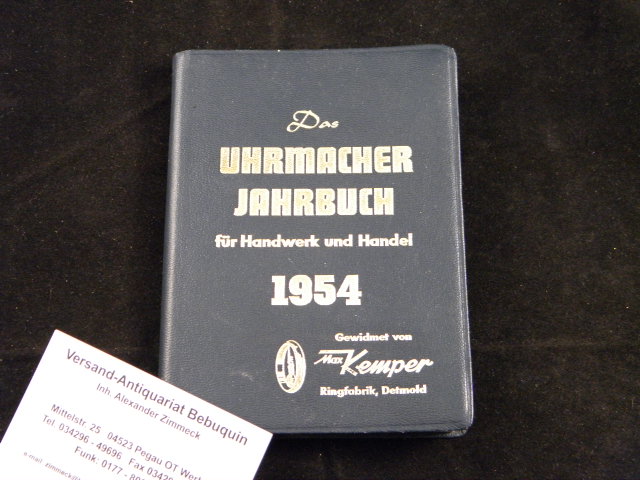 Das
UHRMACHER
JAHRBUCH
für Handwerk und Handel
1954
Gewidmet von
Max Kemper
Ringfabrik, Detmold
Versand-Antiquariat Bebuquin
Inh. Alexander Zimmeck
Mittelstr. 25 04523 Pegau OT
Tel. 034296 - 49696 Fax
Funk: 0177 -
e-mail: